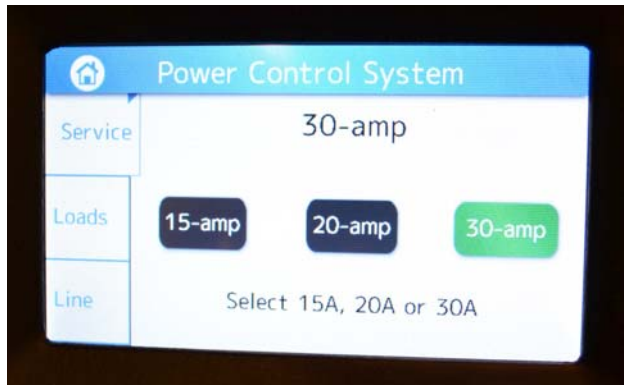 Power Control System
Service
30-amp
Loads
15-amp
20-amp
30-amp
Line
Select 15A, 20A or 30A